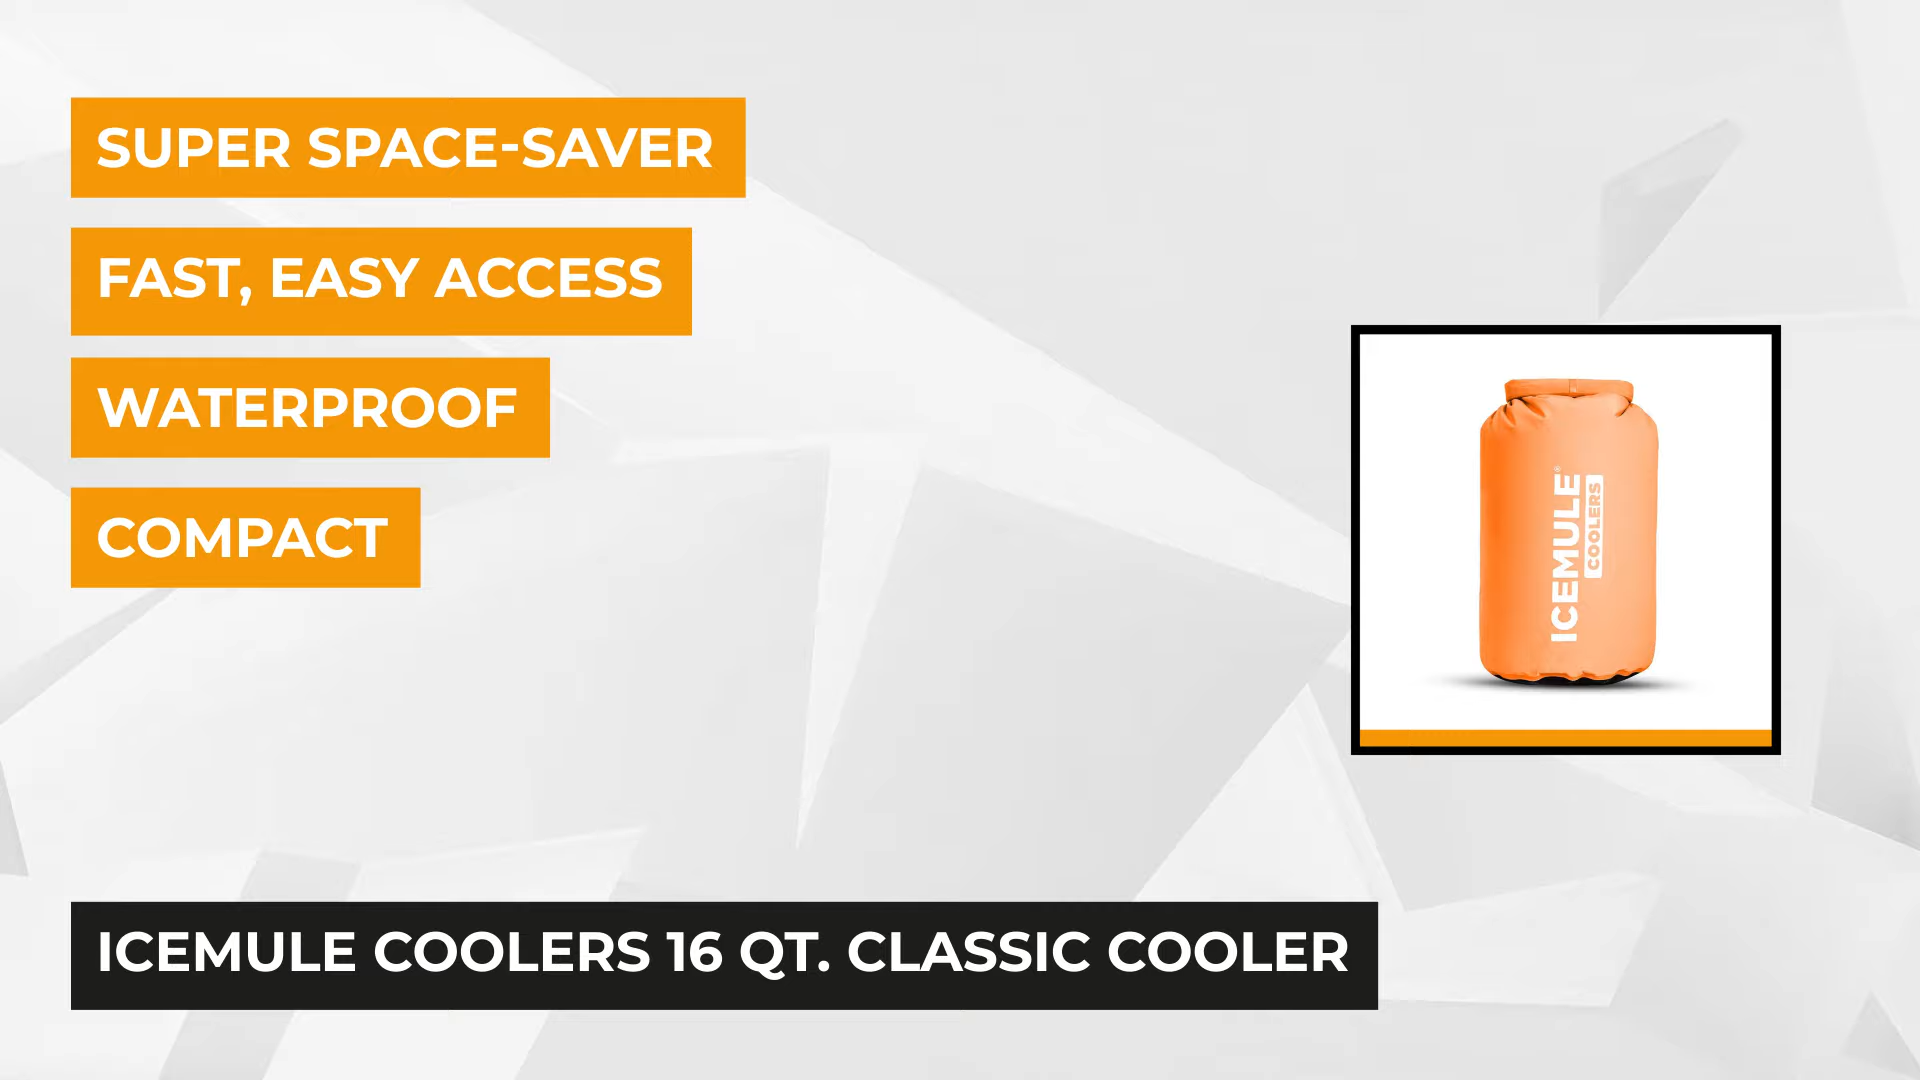 SUPER SPACE-SAVER
FAST, EASY ACCESS
WATERPROOF
COMPACT
ICEMULE®
COOLERS
ICEMULE COOLERS 16 QT. CLASSIC COOLER